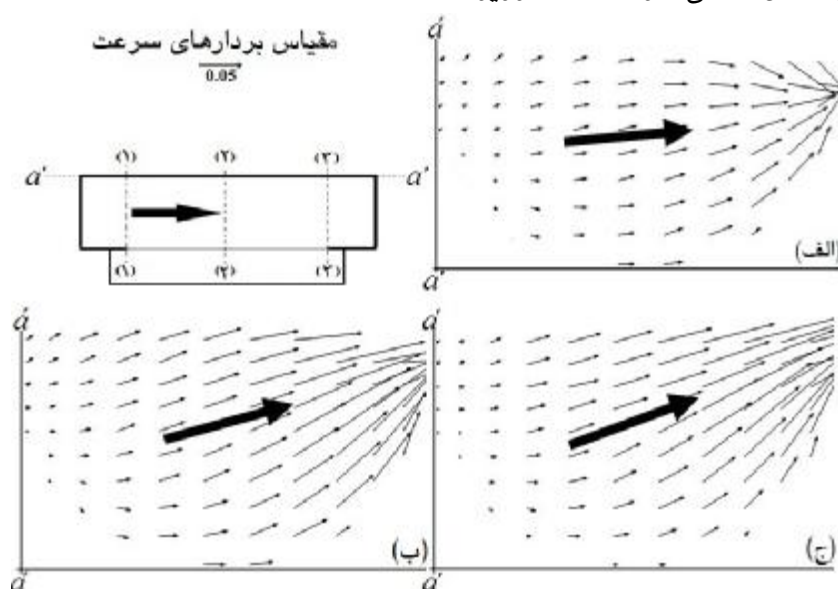 مقیاس بردارهای سرعت
0.05
(۱) (۲) (۳)
a' a'
(۱) (۲) (۳)
a'
(الف)
a'
a'
(ب)
a'
a'
(ج)
a'